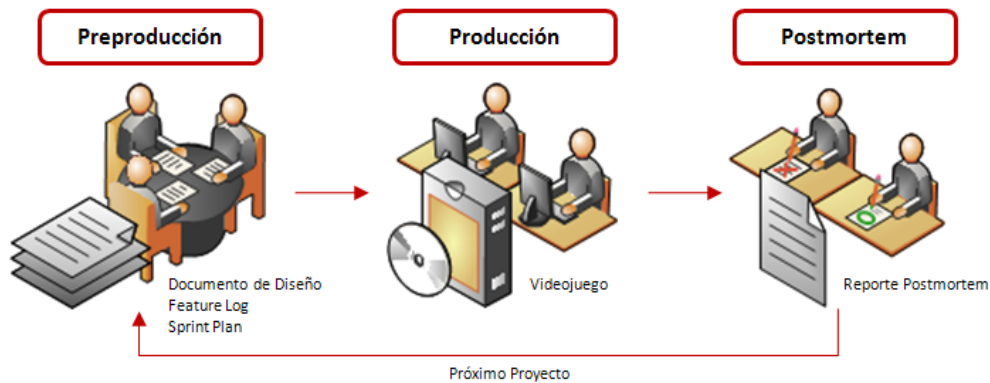 Preproducción
Producción
Postmortem
Documento de Diseño
Feature Log
Sprint Plan
Videojuego
Reporte Postmortem
Próximo Proyecto